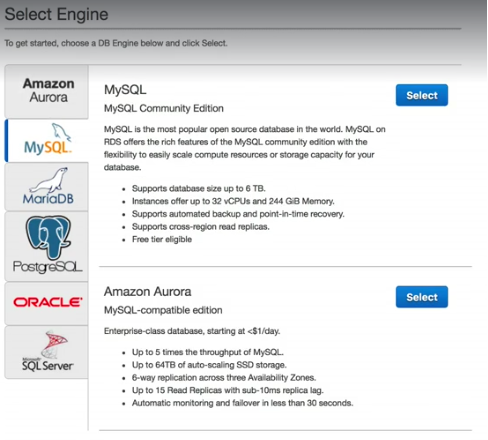 Select Engine
To get started, choose a DB Engine below and click Select.
Amazon
Aurora
MySQL
MariaDB
PostgreSQL
ORACLE
Microsoft
SQL Server
MySQL
Select
MySQL Community Edition
MySQL is the most popular open source database in the world. MySQL on
RDS offers the rich features of the MySQL community edition with the
flexibility to easily scale compute resources or storage capacity for your
database.
• Supports database size up to 6 TB.
• Instances offer up to 32 vCPUs and 244 GiB Memory.
• Supports automated backup and point-in-time recovery.
• Supports cross-region read replicas.
• Free tier eligible
Amazon Aurora
Select
MySQL-compatible edition
Enterprise-class database, starting at <$1/day.
• Up to 5 times the throughput of MySQL.
• Up to 64TB of auto-scaling SSD storage.
• 6-way replication across three Availability Zones.
• Up to 15 Read Replicas with sub-10ms replica lag.
• Automatic monitoring and failover in less than 30 seconds.